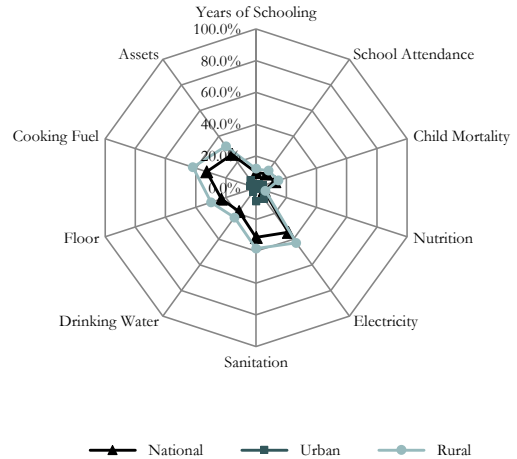 Years of Schooling
100.0%
Assets
School Attendance
80.0%
60.0%
40.0%
Cooking Fuel
Child Mortality
20.0%
0.0%
Floor
Nutrition
Drinking Water
Electricity
Sanitation
National
Urban
Rural